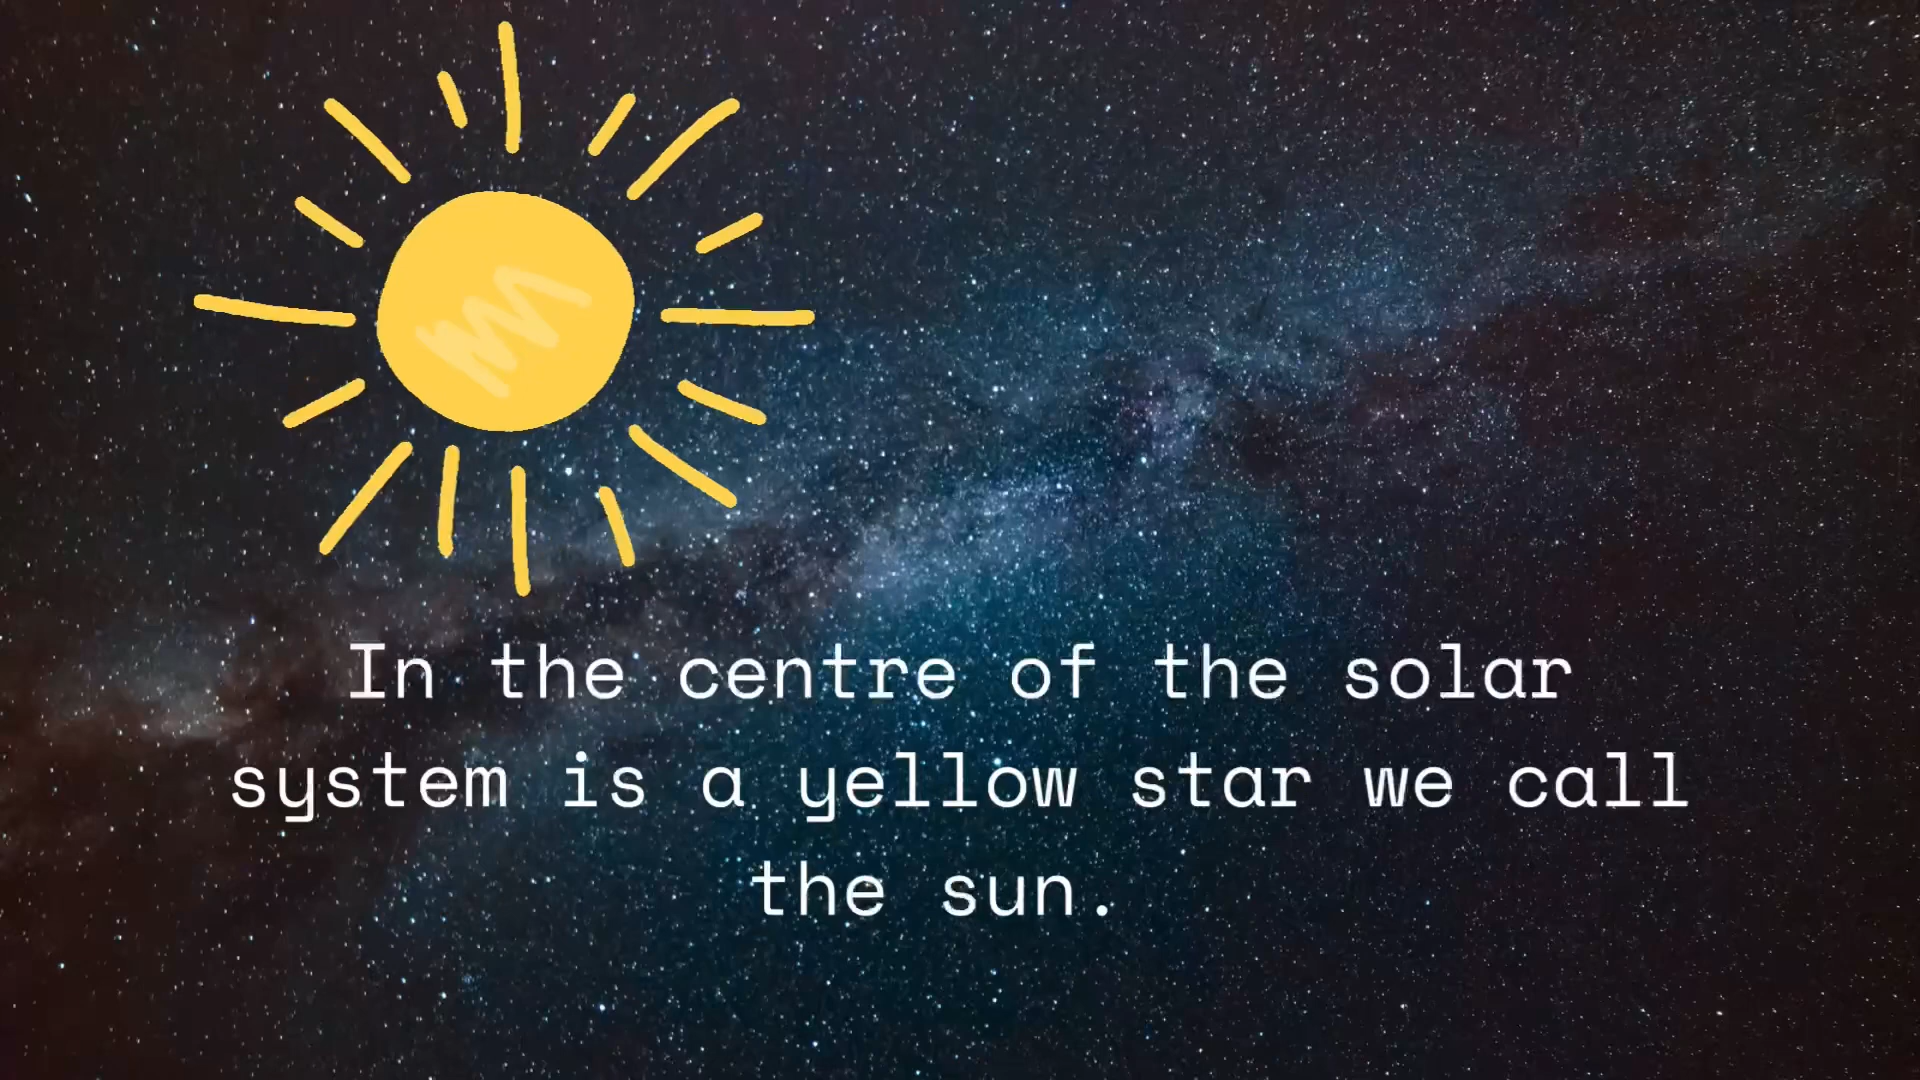 In the centre of the solar
system is a yellow star we call
the sun.